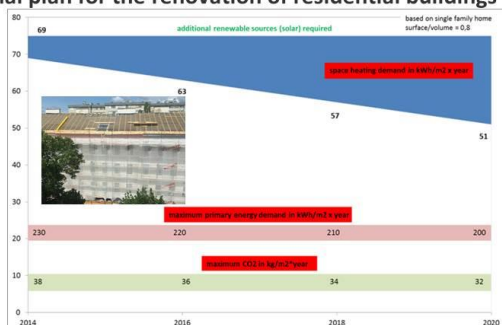 al plan for the renovation of residential buildings
80
70
60
50
40
30
20
10
0
69
additional renewable sources (solar) required
based on single family home
surface/volume = 0,8
space heating demand in kWh/m2 x year
63
57
51
maximum primary energy demand in kWh/m2 x year
230 220 210 200
maximum CO2 in kg/m2*year
38 36 34 32
2014 2016 2018 2020